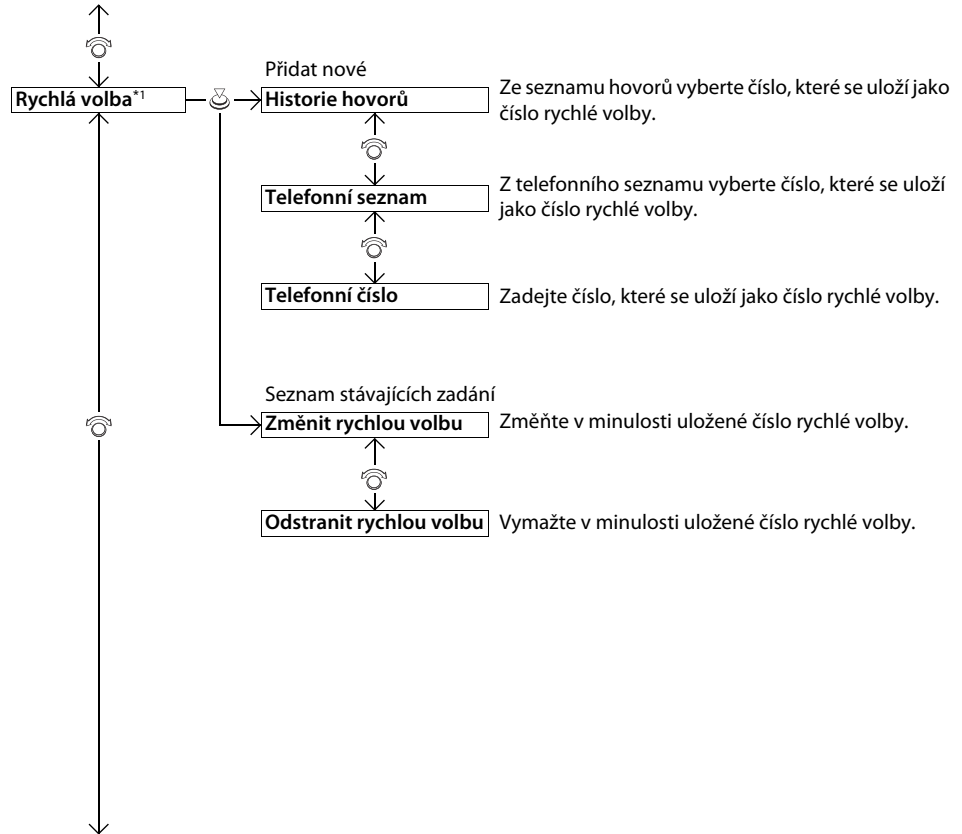 Přidat nové
Rychlá volba*1
Historie hovorů
Ze seznamu hovorů vyberte číslo, které se uloží jako
číslo rychlé volby.
Telefonní seznam
Z telefonního seznamu vyberte číslo, které se uloží
jako číslo rychlé volby.
Telefonní číslo
Zadejte číslo, které se uloží jako číslo rychlé volby.
Seznam stávajících zadání
Změnit rychlou volbu
Změňte v minulosti uložené číslo rychlé volby.
Odstranit rychlou volbu
Vymažte v minulosti uložené číslo rychlé volby.